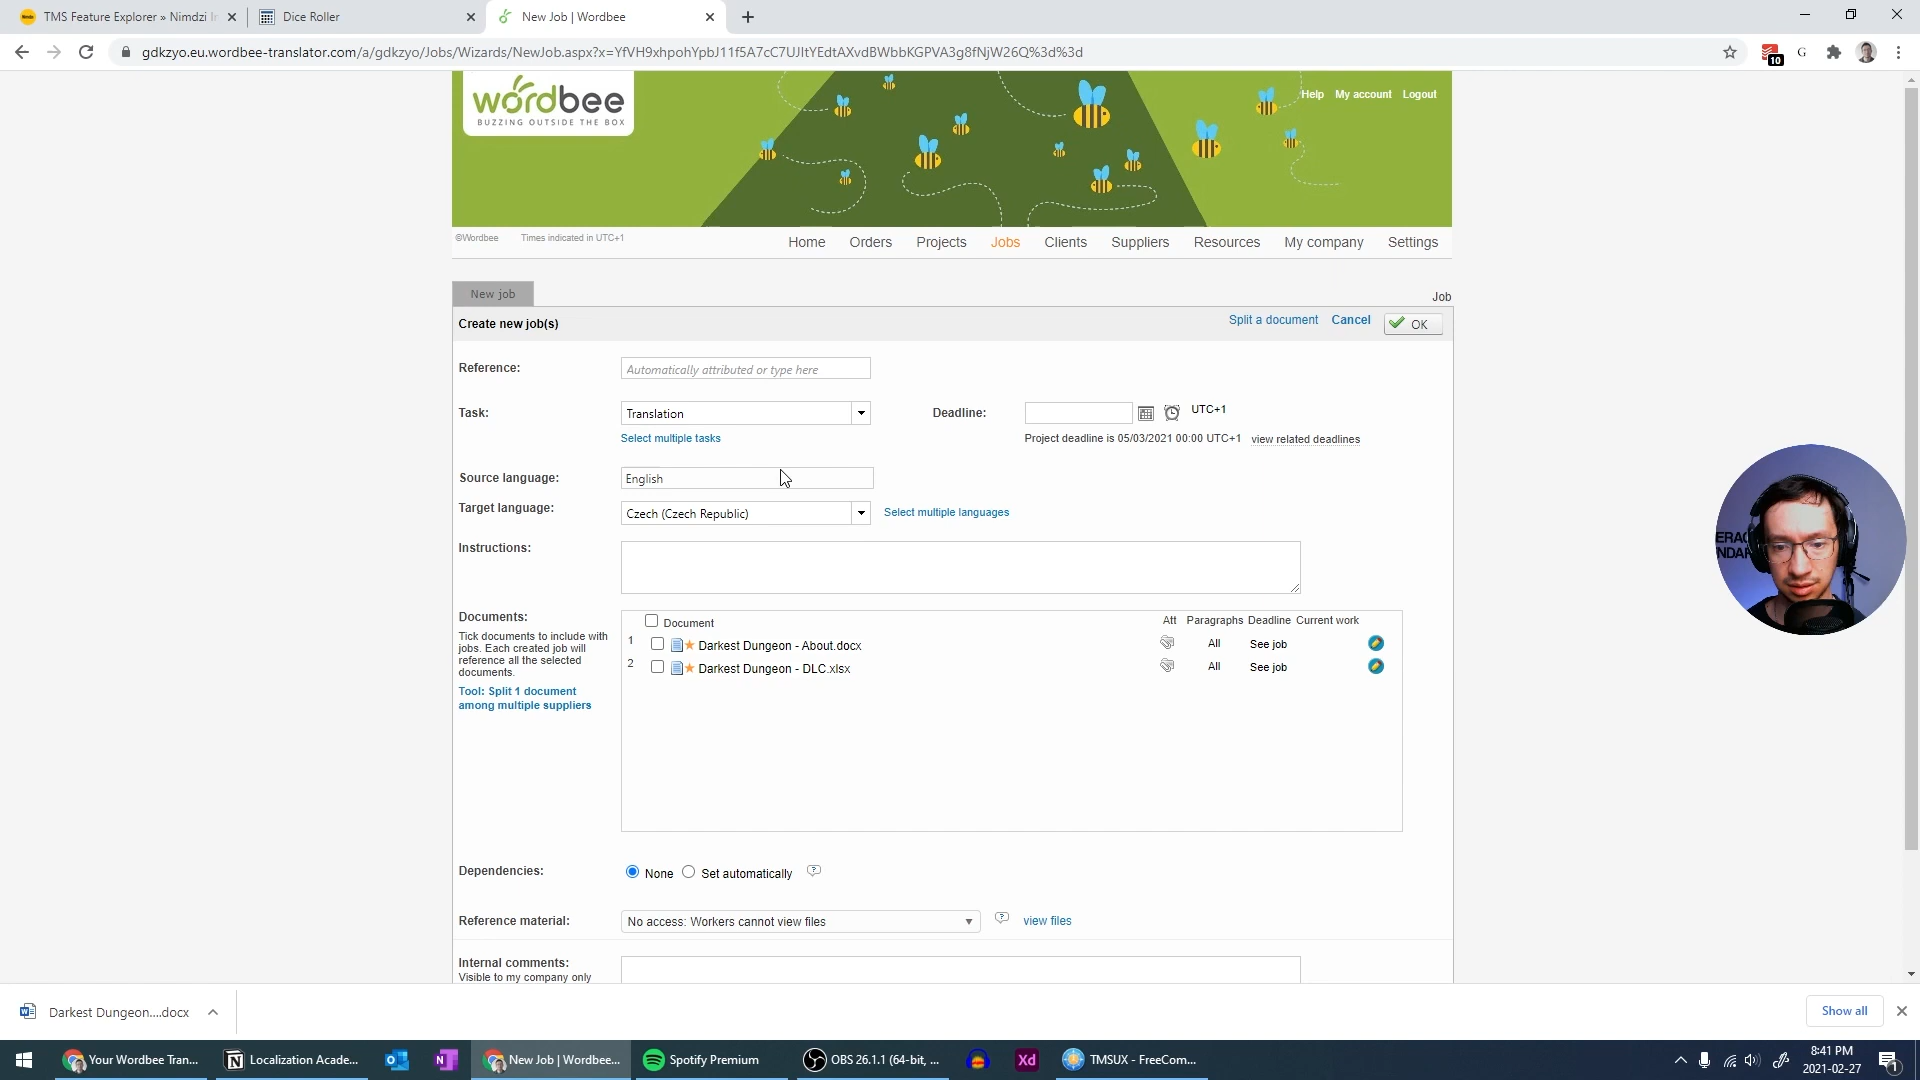 TMS Feature Explorer » Nimdzi In
Dice Roller
New Job | Wordbee
gdkzyo.eu.wordbee-translator.com/a/gdkzyo/Jobs/Wizards/NewJob.aspx?x=YfVH9xhpohYpbJ11f5A7cC7UJltYEdtAXvdBWbbKGPVA3g8fNjW26Q%3d%3d
10
G
wordbee
BUZZING OUTSIDE THE BOX
Help My account Logout
©Wordbee Times indicated in UTC+1
Home Orders Projects Jobs Clients Suppliers Resources My company Settings
New job
Job
Create new job(s)
Split a document Cancel OK
Reference: Automatically attributed or type here
Task: Translation
Deadline: UTC+1
Select multiple tasks
Project deadline is 05/03/2021 00:00 UTC+1 view related deadlines
Source language: English
Target language: Czech (Czech Republic) Select multiple languages
Instructions:
Documents:
Tick documents to include with
jobs. Each created job will
reference all the selected
documents.
Tool: Split 1 document
among multiple suppliers
Document Att Paragraphs Deadline Current work
1 Darkest Dungeon - About.docx All See job
2 Darkest Dungeon - DLC.xlsx All See job
Dependencies: None Set automatically
Reference material: No access: Workers cannot view files view files
Internal comments:
Visible to my company only
Darkest Dungeon....docx
Show all
Your Wordbee Tran...
Localization Acade...
New Job | Wordbee...
Spotify Premium
OBS 26.1.1 (64-bit, ...
Xd
TMSUX - FreeCom...
8:41 PM
2021-02-27
1